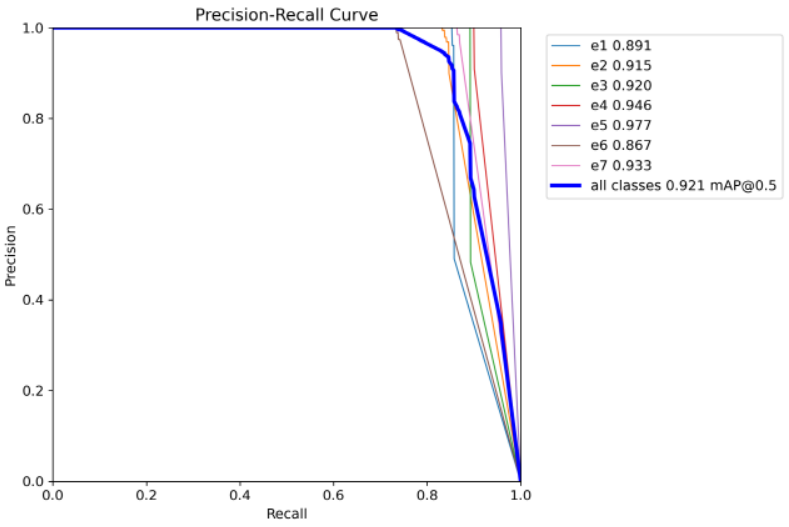 Precision-Recall Curve
1.0
0.8
0.6
0.4
0.2
0.0
Precision
0.0 0.2 0.4 0.6 0.8 1.0
Recall
e1 0.891
e2 0.915
e3 0.920
e4 0.946
e5 0.977
e6 0.867
e7 0.933
all classes 0.921 mAP@0.5